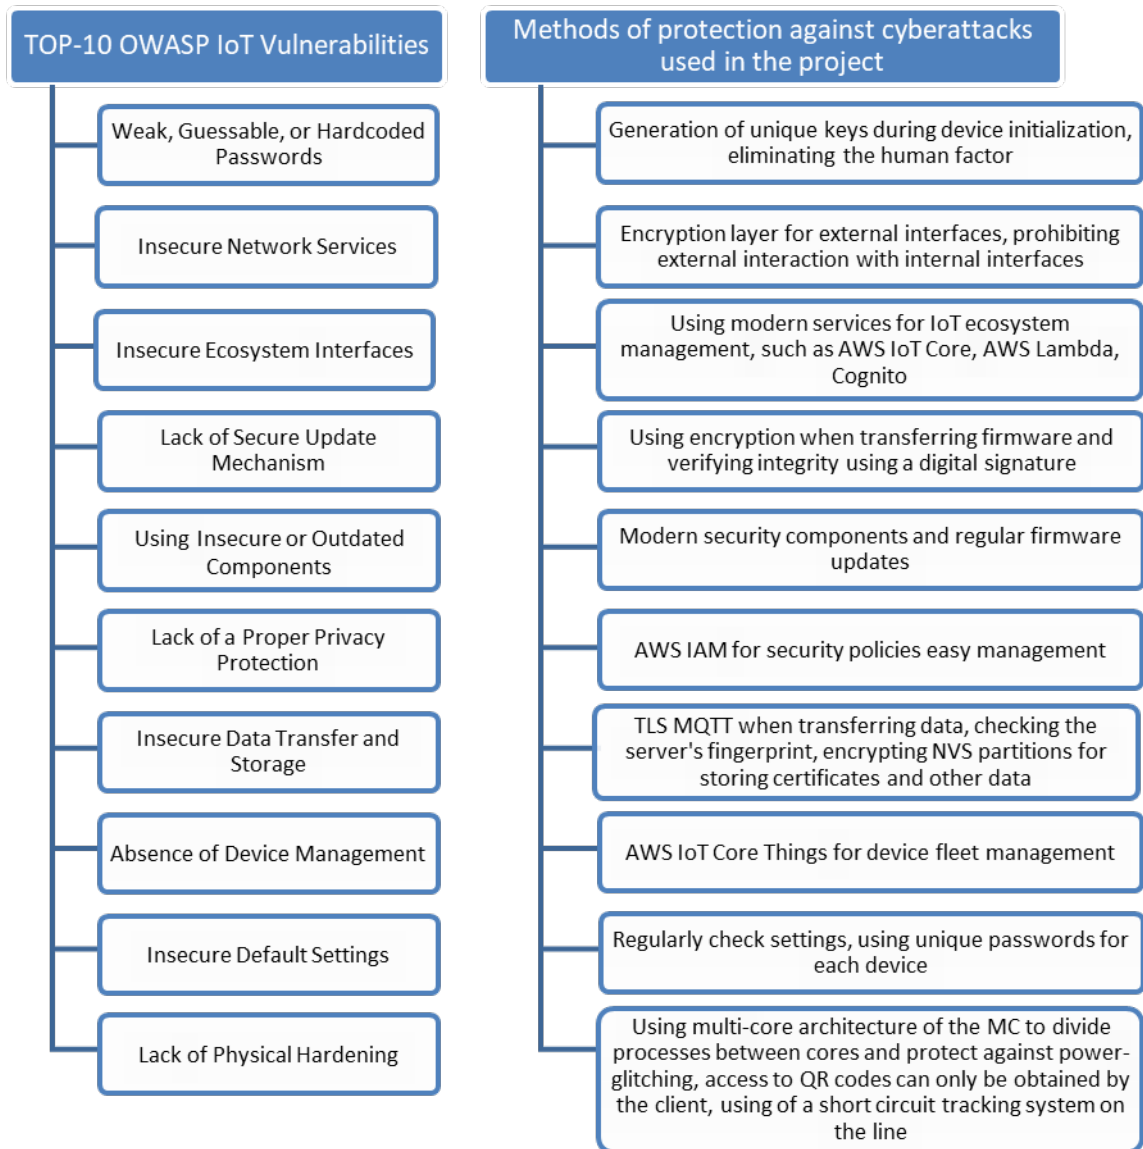 TOP-10 OWASP IoT Vulnerabilities
Weak, Guessable, or Hardcoded
Passwords
Insecure Network Services
Insecure Ecosystem Interfaces
Lack of Secure Update
Mechanism
Using Insecure or Outdated
Components
Lack of a Proper Privacy
Protection
Insecure Data Transfer and
Storage
Absence of Device Management
Insecure Default Settings
Lack of Physical Hardening
Methods of protection against cyberattacks
used in the project
Generation of unique keys during device initialization,
eliminating the human factor
Encryption layer for external interfaces, prohibiting
external interaction with internal interfaces
Using modern services for IoT ecosystem
management, such as AWS IoT Core, AWS Lambda,
Cognito
Using encryption when transferring firmware and
verifying integrity using a digital signature
Modern security components and regular firmware
updates
AWS IAM for security policies easy management
TLS MQTT when transferring data, checking the
server's fingerprint, encrypting NVS partitions for
storing certificates and other data
AWS IoT Core Things for device fleet management
Regularly check settings, using unique passwords for
each device
Using multi-core architecture of the MC to divide
processes between cores and protect against power-
glitching, access to QR codes can only be obtained by
the client, using of a short circuit tracking system on
the line